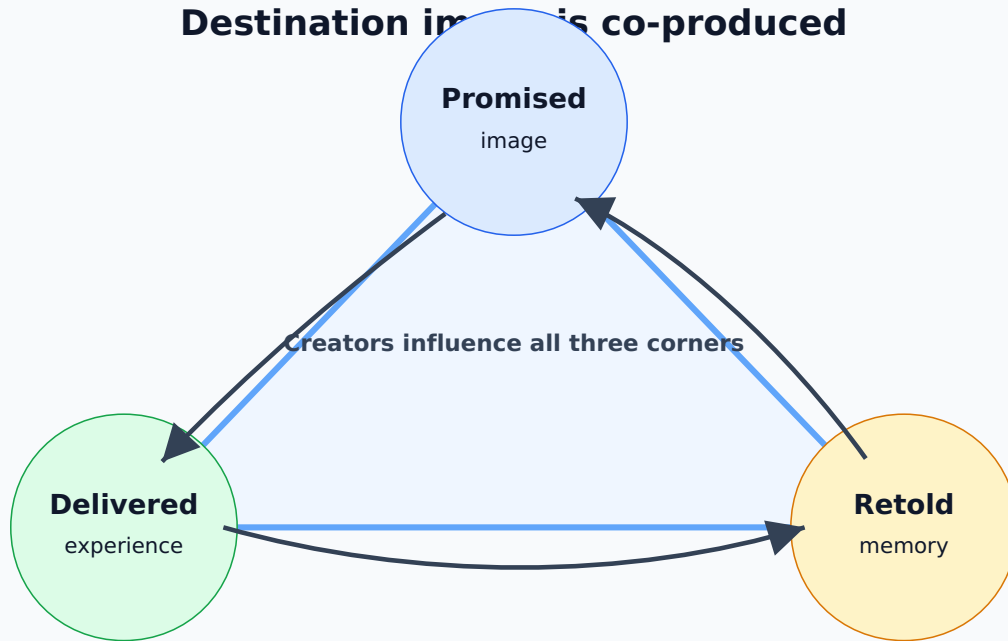 Destination is co-produced
Promised
image
Creators influence all three corners
Delivered
experience
Retold
memory